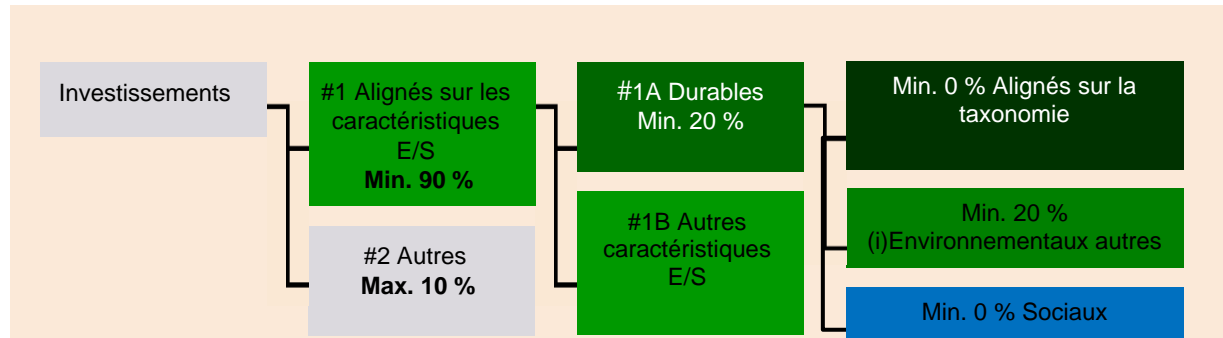 Investissements
#1 Alignés sur les
caractéristiques
E/S
Min. 90 %
#2 Autres
Max. 10 %
#1A Durables
Min. 20 %
#1B Autres
caractéristiques
E/S
Min. 0 % Alignés sur la
taxonomie
Min. 20 %
(i)Environnementaux autres
Min. 0 % Sociaux